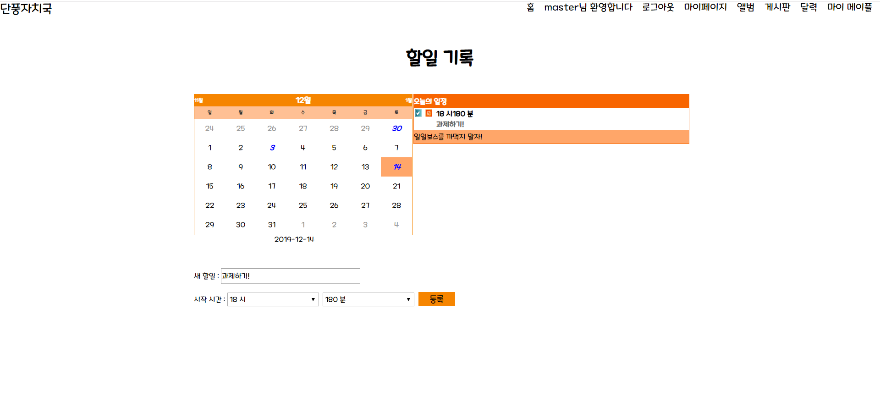 단풍자치국
홈 master님 환영합니다 로그아웃 마이페이지 앨범 게시판 달력 마이 메이플
할일 기록
12월
일 월 화 수 목 금 토
24 25 26 27 28 29 30
1 2 3 4 5 6 7
8 9 10 11 12 13 14
15 16 17 18 19 20 21
22 23 24 25 26 27 28
29 30 31 1 2 3 4
2019-12-14
오늘의 일정
18 시180 분
과제하기!
일일보스를 까먹지 말자!
새 할일 : 과제하기!
시작 시간 : 18 시 180 분 등록